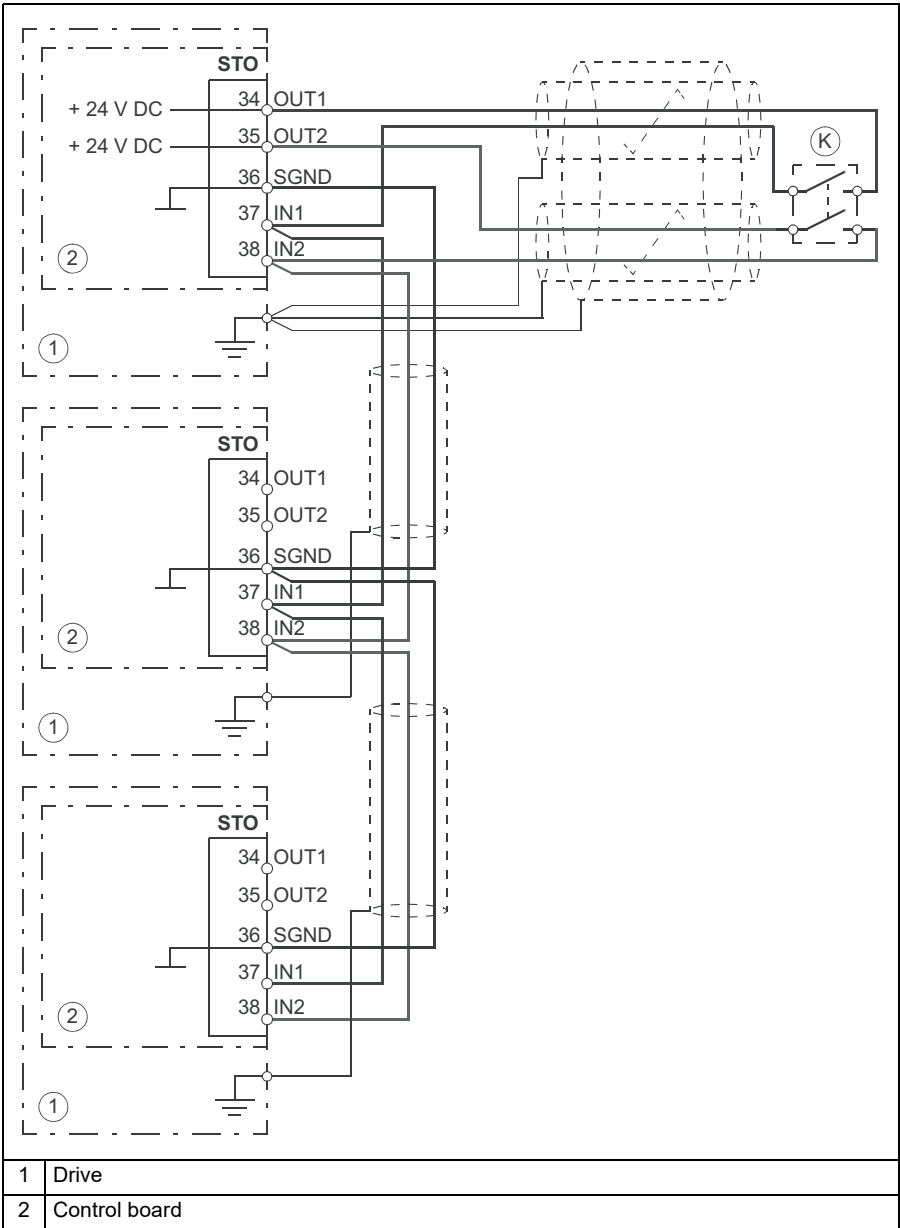 STO
+ 24 V DC 34 OUT1
+ 24 V DC 35 OUT2
K
36 SGND
37 IN1
38 IN2
2
1
STO
34 OUT1
35 OUT2
36 SGND
37 IN1
38 IN2
2
1
STO
34 OUT1
35 OUT2
36 SGND
37 IN1
38 IN2
2
1
1 Drive
2 Control board